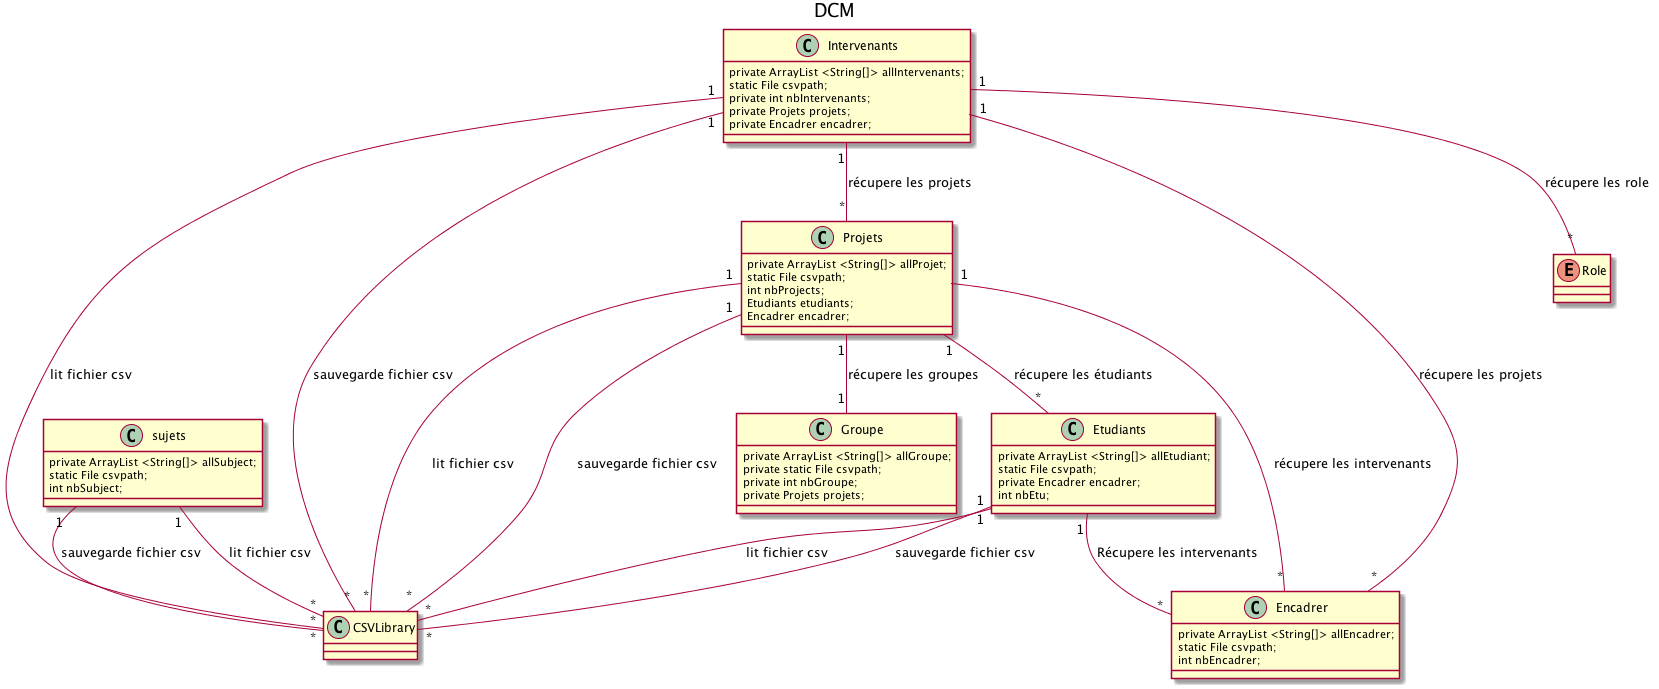 DCM
C Intervenants
private ArrayList <String[]> allIntervenants;
static File csvpath;
private int nbIntervenants;
private Projets projets;
private Encadrer encadrer;
1
1
1
1
1
récupere les projets
*
récupere les role
*
E Role
C Projets
private ArrayList <String[]> allProjet;
static File csvpath;
int nbProjects;
Etudiants etudiants;
Encadrer encadrer;
1
1
1
1
1
lit fichier csv
sauvegarde fichier csv
récupere les groupes
récupere les étudiants
récupere les projets
1
*
C sujets
private ArrayList <String[]> allSubject;
static File csvpath;
int nbSubject;
C Groupe
private ArrayList <String[]> allGroupe;
private static File csvpath;
private int nbGroupe;
private Projets projets;
C Etudiants
private ArrayList <String[]> allEtudiant;
static File csvpath;
private Encadrer encadrer;
int nbEtu;
lit fichier csv
sauvegarde fichier csv
récupere les intervenants
1
1
1
1
1
sauvegarde fichier csv
lit fichier csv
lit fichier csv
sauvegarde fichier csv
Récupere les intervenants
*
*
*
*
*
*
*
*
*
*
*
C CSVLibrary
C Encadrer
private ArrayList <String[]> allEncadrer;
static File csvpath;
int nbEncadrer;